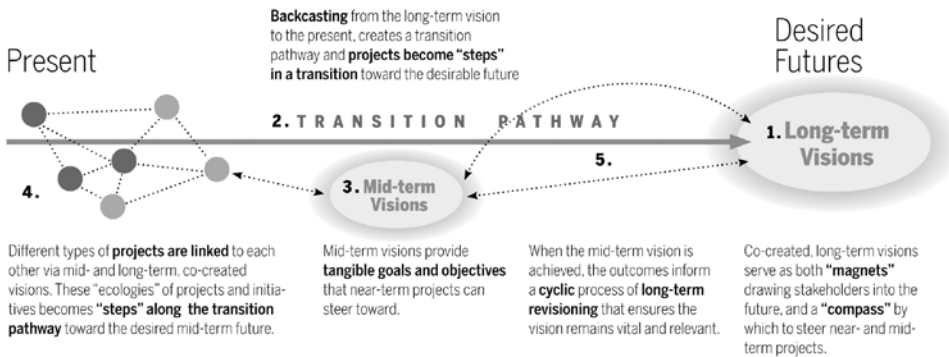 Backcasting from the long-term vision
to the present, creates a transition
pathway and projects become “steps”
in a transition toward the desirable future
Present
Desired
Futures
2. TRANSITION PATHWAY
1. Long-term
Visions
5.
4.
3. Mid-term
Visions
Different types of projects are linked to each
other via mid- and long-term, co-created
visions. These “ecologies” of projects and initia-
tives becomes “steps” along the transition
pathway toward the desired mid-term future.
Mid-term visions provide
tangible goals and objectives
that near-term projects can
steer toward.
When the mid-term vision is
achieved, the outcomes inform
a cyclic process of long-term
revisioning that ensures the
vision remains vital and relevant.
Co-created, long-term visions
serve as both “magnets”
drawing stakeholders into the
future, and a “compass” by
which to steer near- and mid-
term projects.